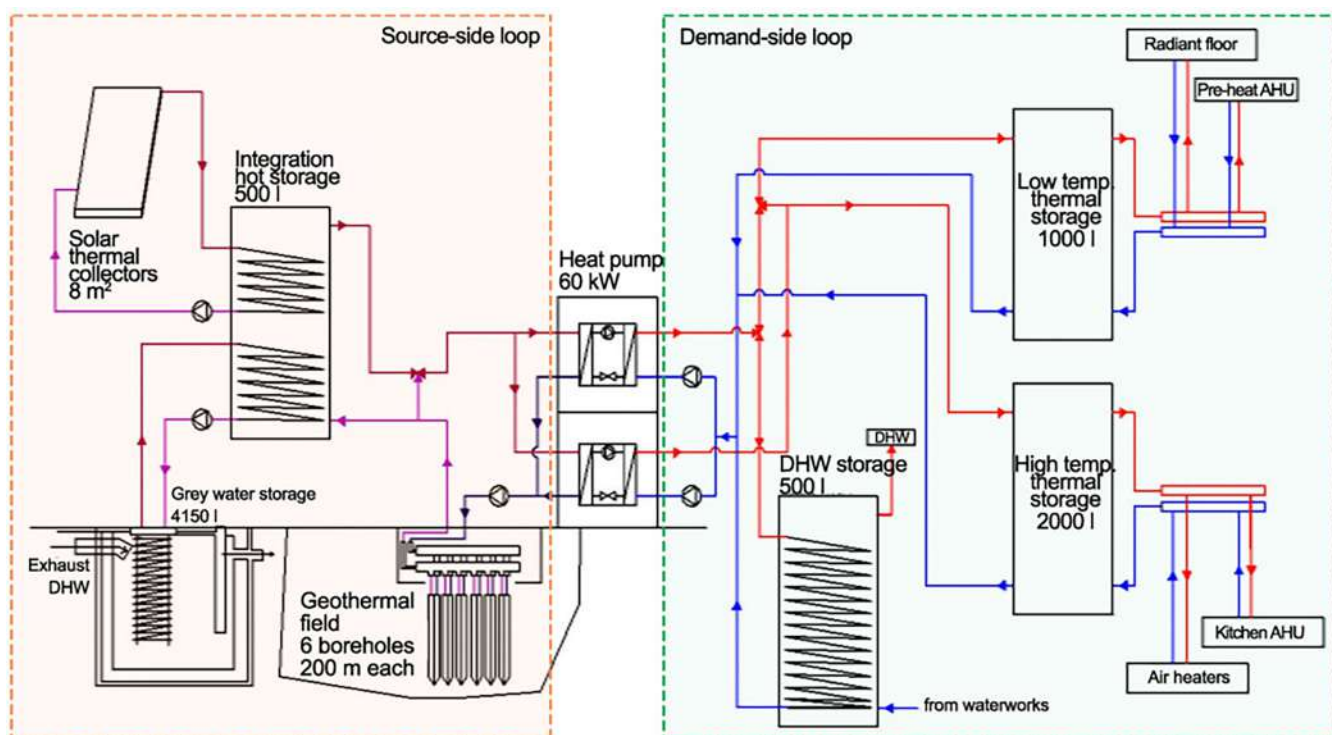 Source-side loop
Demand-side loop
Radiant floor
Pre-heat AHU
Integration
hot storage
500 l
Low temp.
thermal
storage
1000 l
Solar
thermal
collectors
8 m²
Heat pump
60 kW
DHW
DHW storage
500 l
High temp.
thermal
storage
2000 l
Grey water storage
4150 l
Exhaust
DHW
Geothermal
field
6 boreholes
200 m each
Kitchen AHU
Air heaters
from waterworks